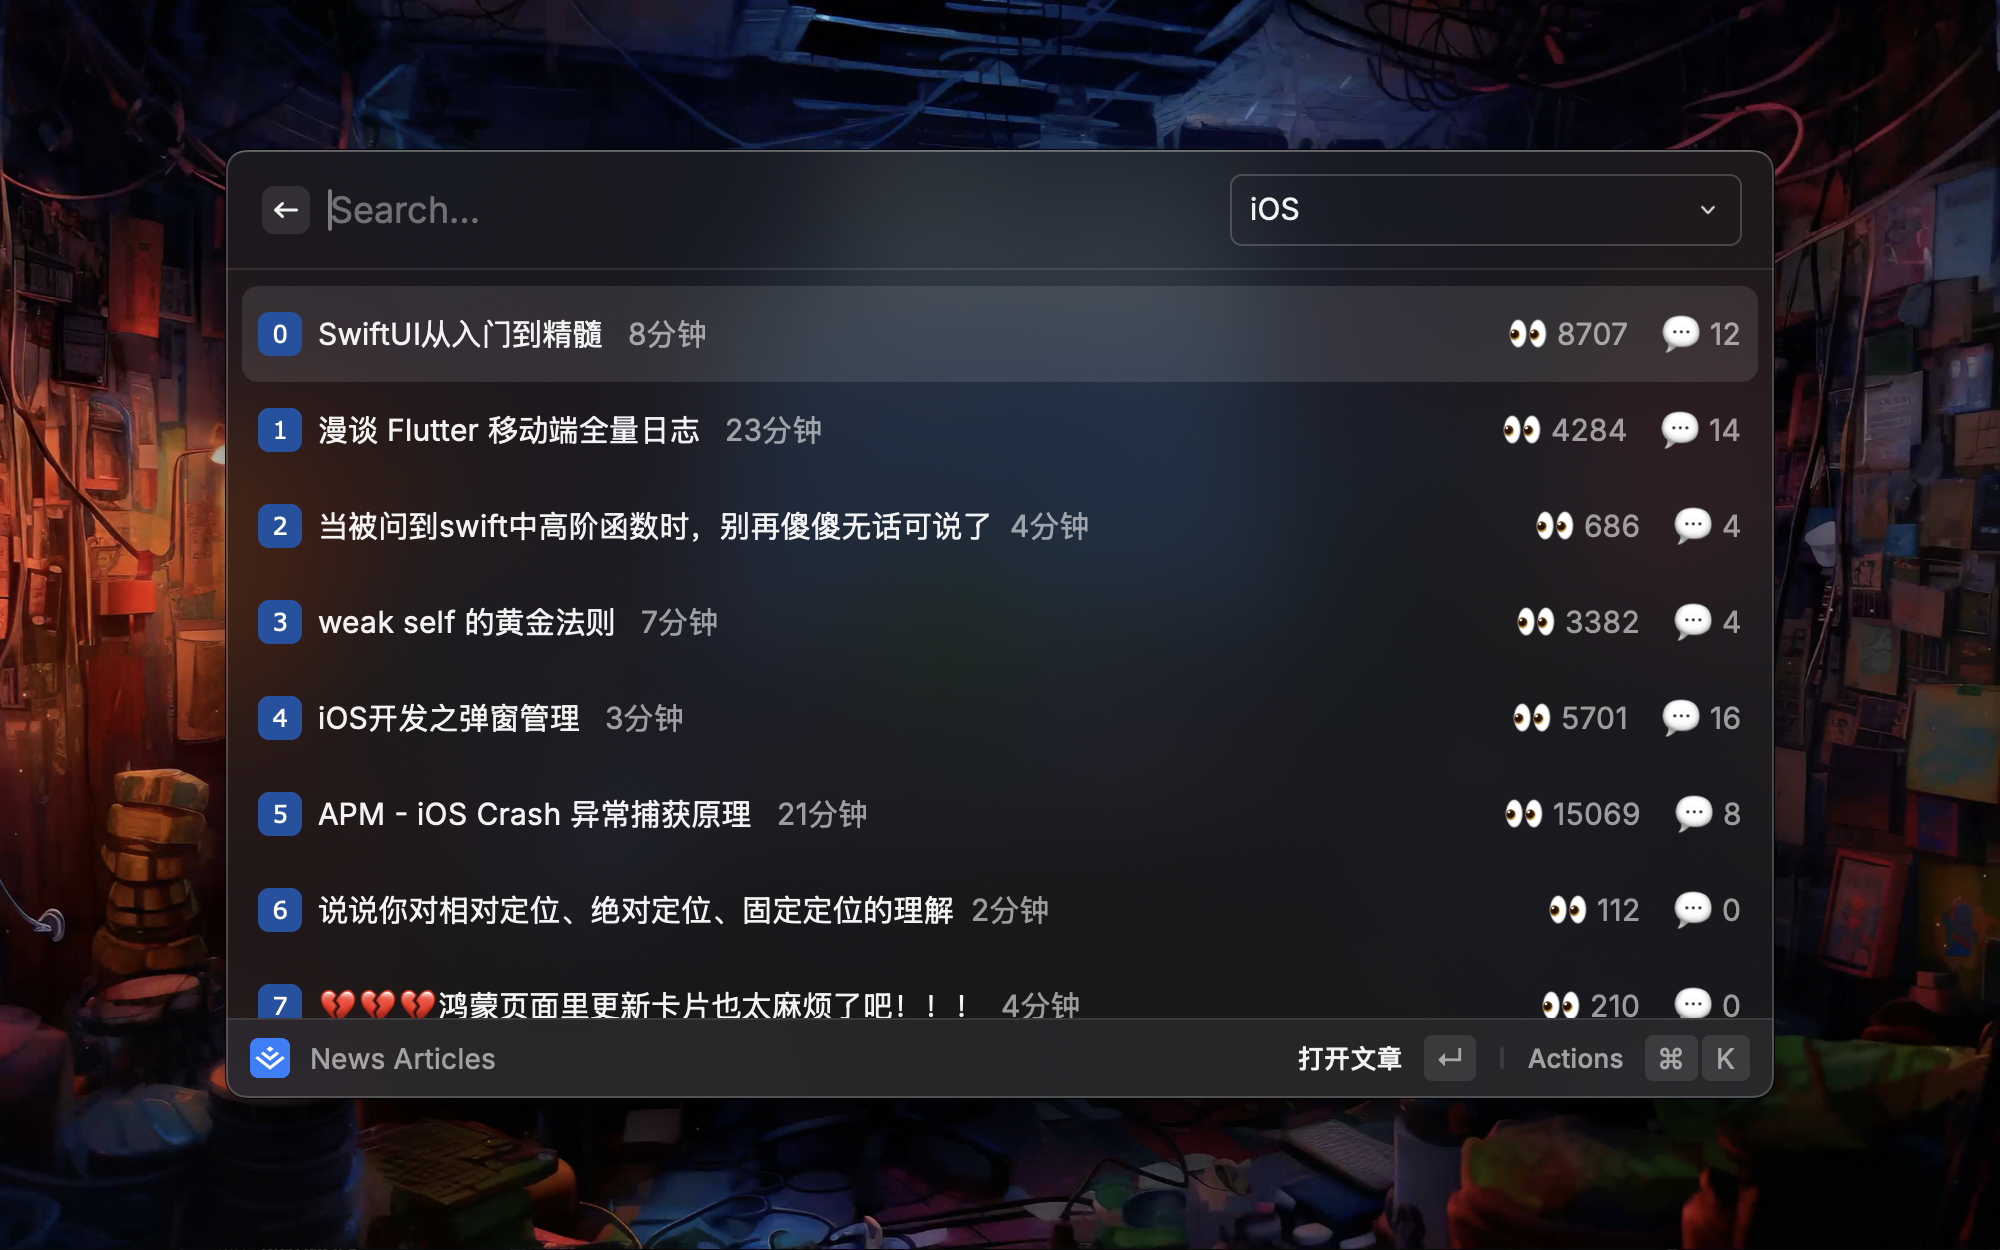 Search...
iOS
0 SwiftUI从入门到精髓 8分钟 👀 8707 💬 12
1 漫谈 Flutter 移动端全量日志 23分钟 👀 4284 💬 14
2 当被问到swift中高阶函数时，别再傻傻无话可说了 4分钟 👀 686 💬 4
3 weak self 的黄金法则 7分钟 👀 3382 💬 4
4 iOS开发之弹窗管理 3分钟 👀 5701 💬 16
5 APM - iOS Crash 异常捕获原理 21分钟 👀 15069 💬 8
6 说说你对相对定位、绝对定位、固定定位的理解 2分钟 👀 112 💬 0
7 💔💔💔鸿蒙页面里更新卡片也太麻烦了吧！！！ 4分钟 👀 210 💬 0
News Articles 打开文章 ↵ Actions ⌘ K